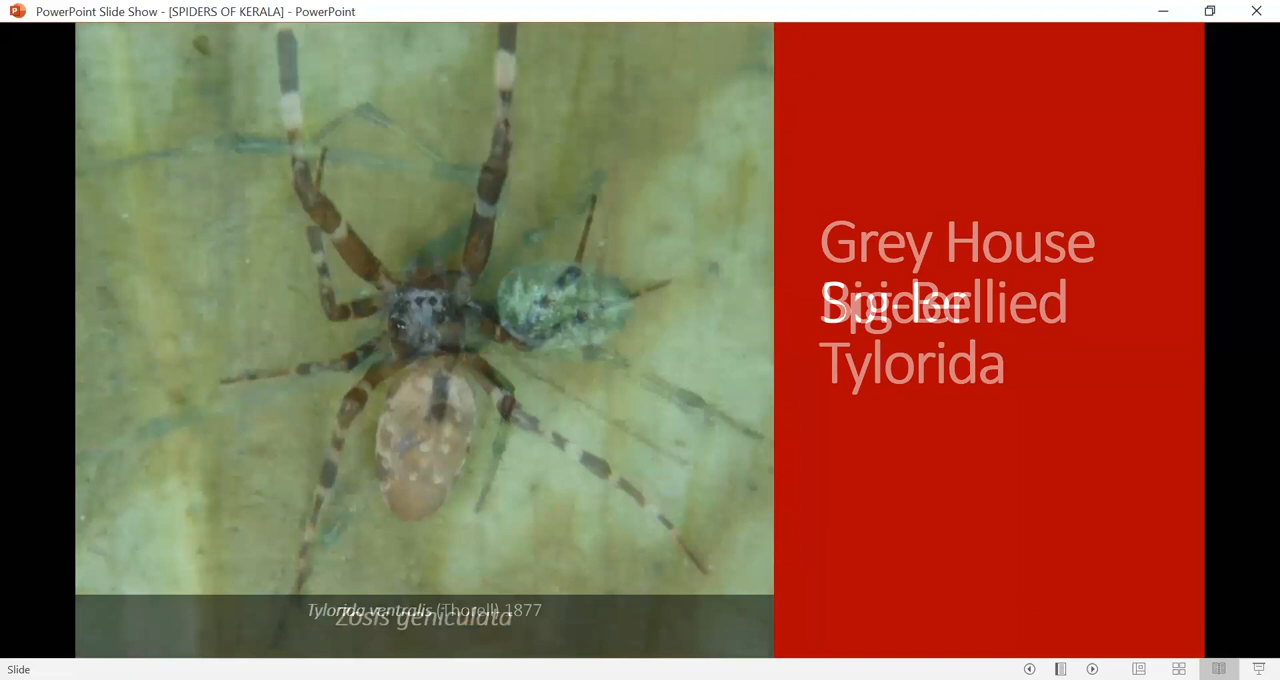 PowerPoint Slide Show - [SPIDERS OF KERALA] - PowerPoint
Grey House
Spider
Big-Bellied
Tylorida
Tylorida ventralis (Thorell) 1877
Zosis geniculata
Slide